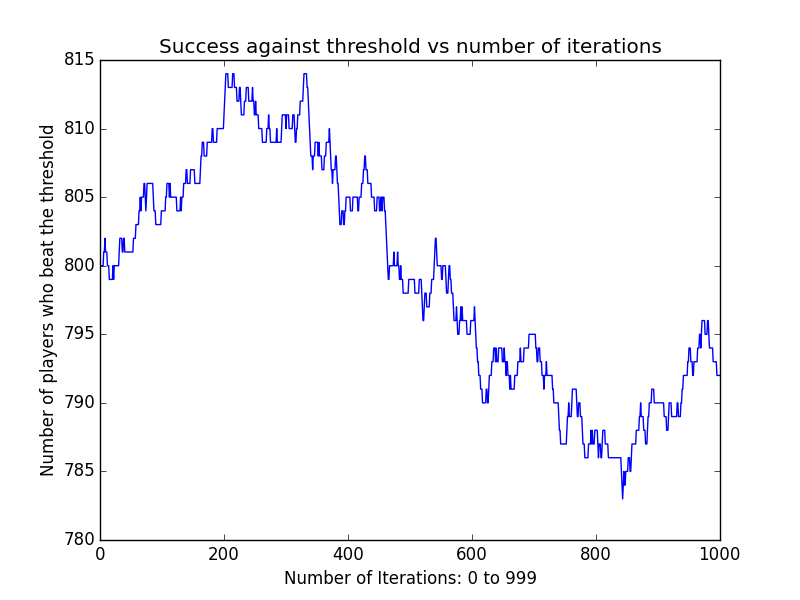 Success against threshold vs number of iterations
815
810
805
800
795
790
785
780
Number of players who beat the threshold
0 200 400 600 800 1000
Number of Iterations: 0 to 999